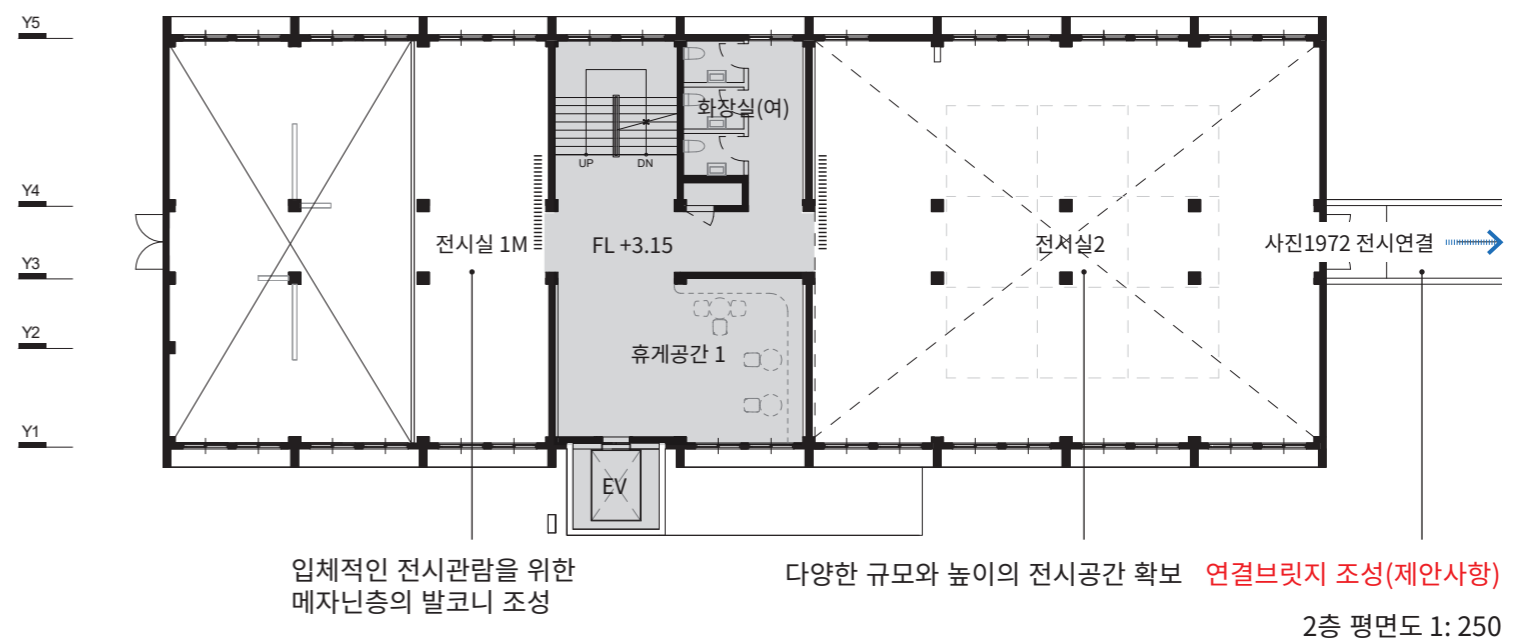 Y5
화장실(여)
UP
DN
Y4
전시실 1M
FL +3.15
전시실2
사진1972 전시연결
Y3
Y2
휴게공간 1
Y1
EV
입체적인 전시관람을 위한
메자닌층의 발코니 조성
다양한 규모와 높이의 전시공간 확보
연결브릿지 조성(제안사항)
2층 평면도 1: 250